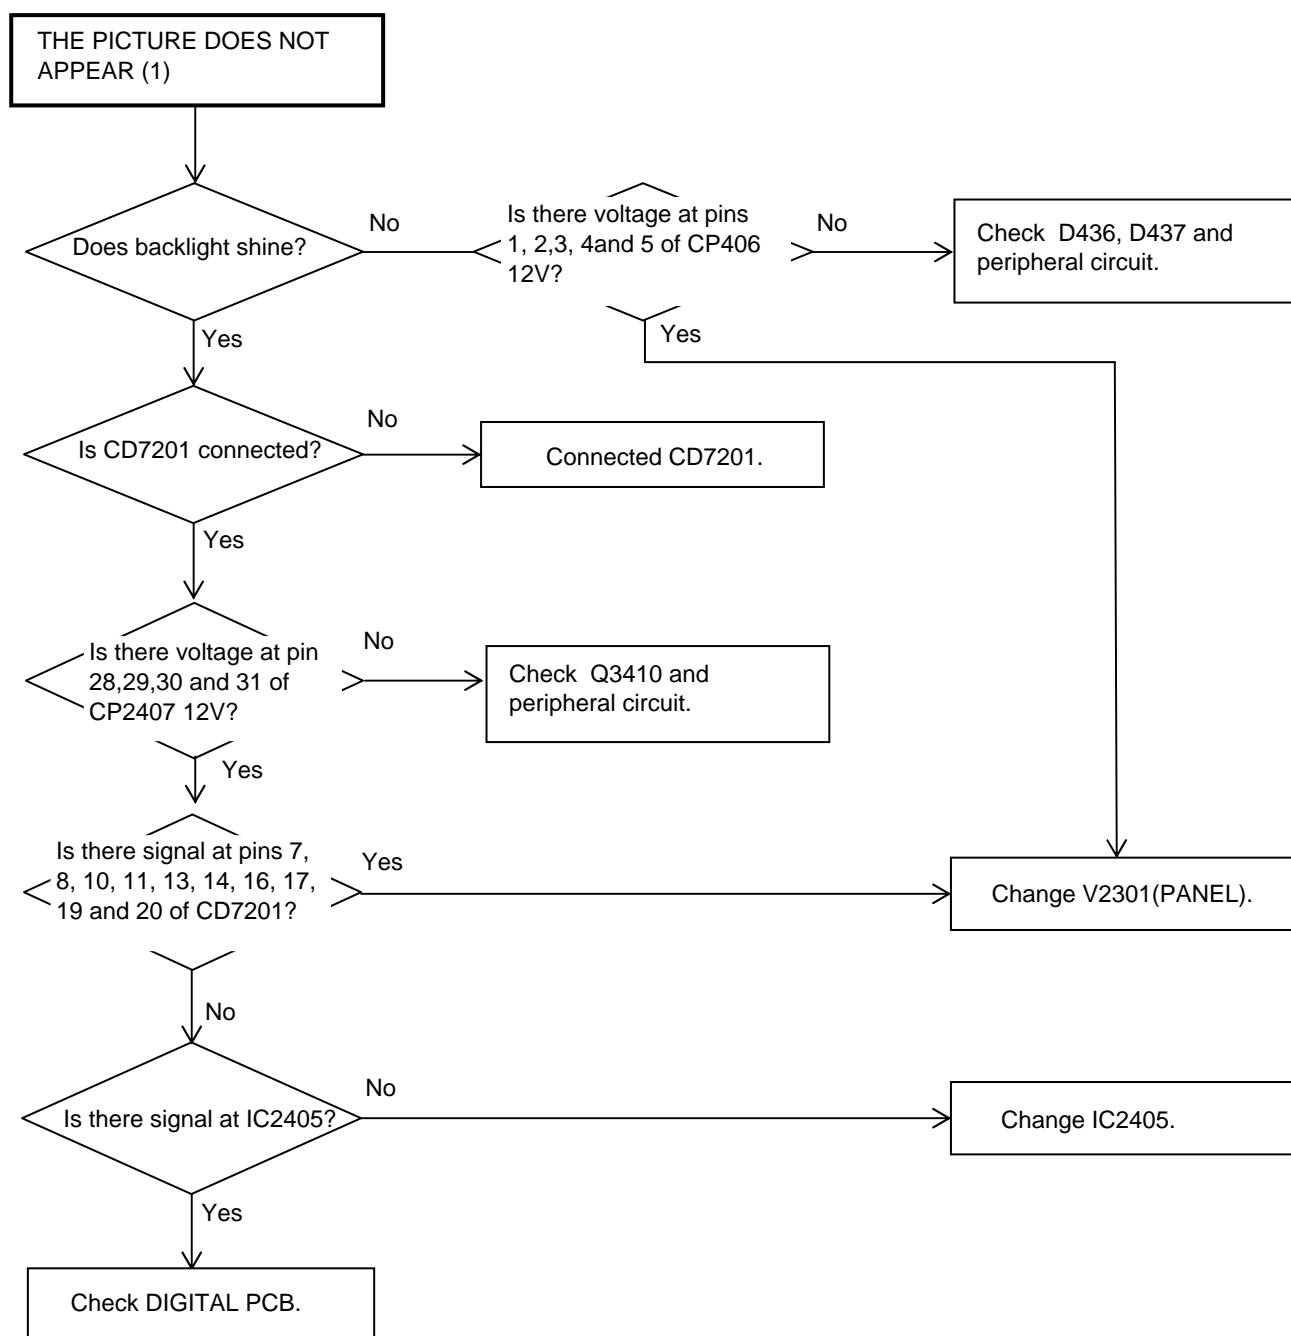 THE PICTURE DOES NOT
APPEAR (1)
Does backlight shine?
No
Is there voltage at pins
1, 2,3, 4and 5 of CP406
12V?
No
Check  D436, D437 and
peripheral circuit.
Yes
Yes
Is CD7201 connected?
No
Connected CD7201.
Yes
Is there voltage at pin
28,29,30 and 31 of
CP2407 12V?
No
Check  Q3410 and
peripheral circuit.
Yes
Is there signal at pins 7,
8, 10, 11, 13, 14, 16, 17,
19 and 20 of CD7201?
Yes
Change V2301(PANEL).
No
Is there signal at IC2405?
No
Change IC2405.
Yes
Check DIGITAL PCB.